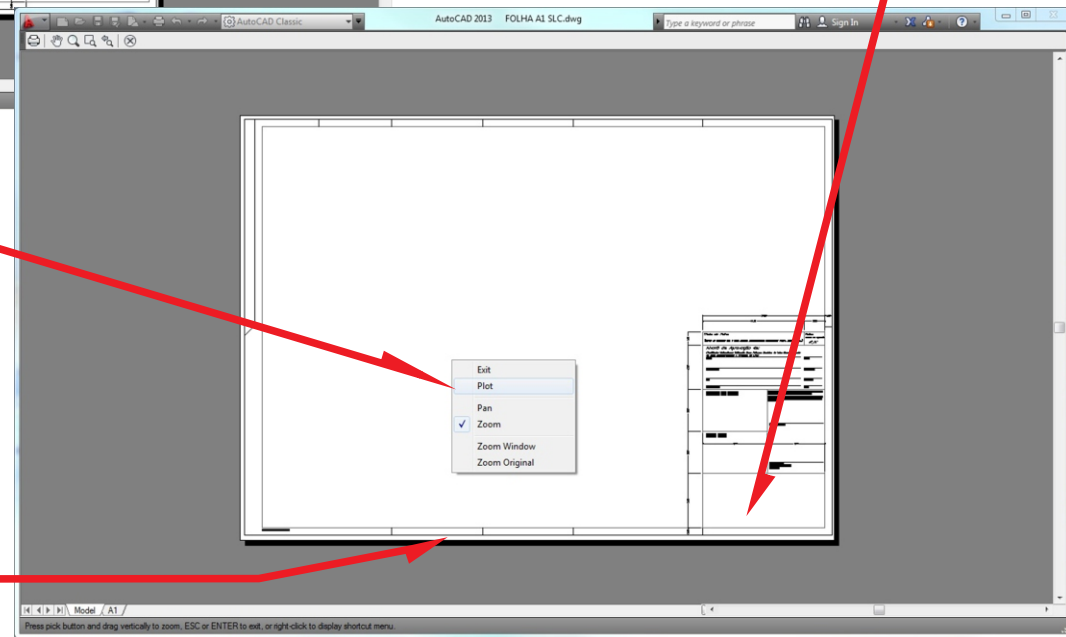 AutoCAD Classic
AutoCAD 2013 FOLHA A1 SLC.dwg
Type a keyword or phrase
Sign In
Exit
Plot
Pan
Zoom
Zoom Window
Zoom Original
Model
A1
Press pick button and drag vertically to zoom, ESC or ENTER to exit, or right-click to display shortcut menu.